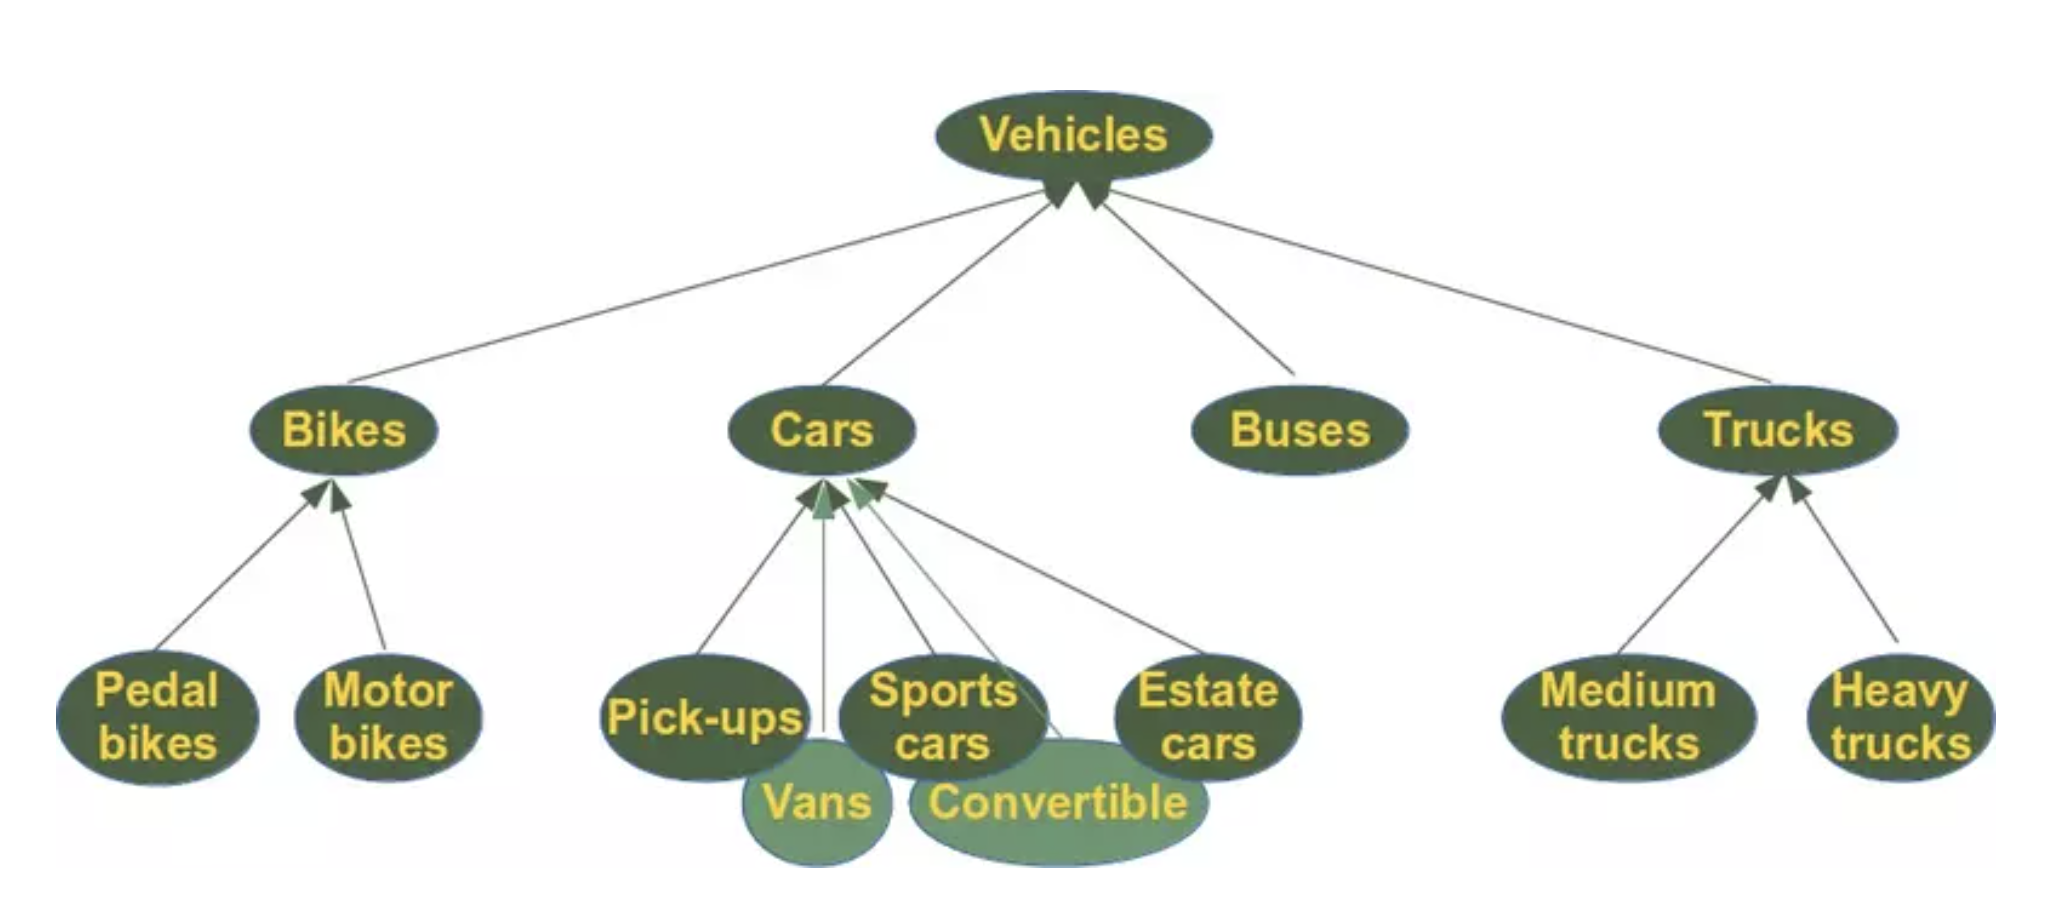 Vehicles
Bikes
Cars
Buses
Trucks
Pedal
bikes
Motor
bikes
Pick-ups
Sports
cars
Estate
cars
Medium
trucks
Heavy
trucks
Vans
Convertible